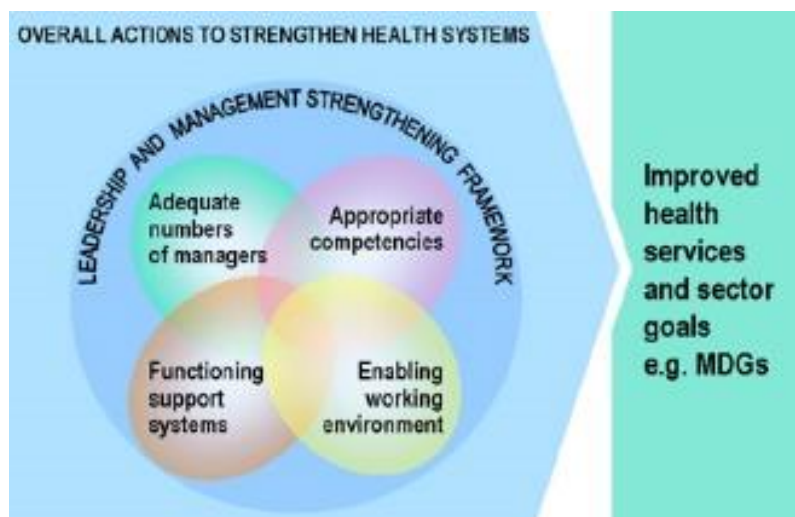 OVERALL ACTIONS TO STRENGTHEN HEALTH SYSTEMS
LEADERSHIP AND MANAGEMENT STRENGTHENING FRAMEWORK
Adequate
numbers
of managers
Appropriate
competencies
Functioning
support
systems
Enabling
working
environment
Improved
health
services
and sector
goals
e.g. MDGs